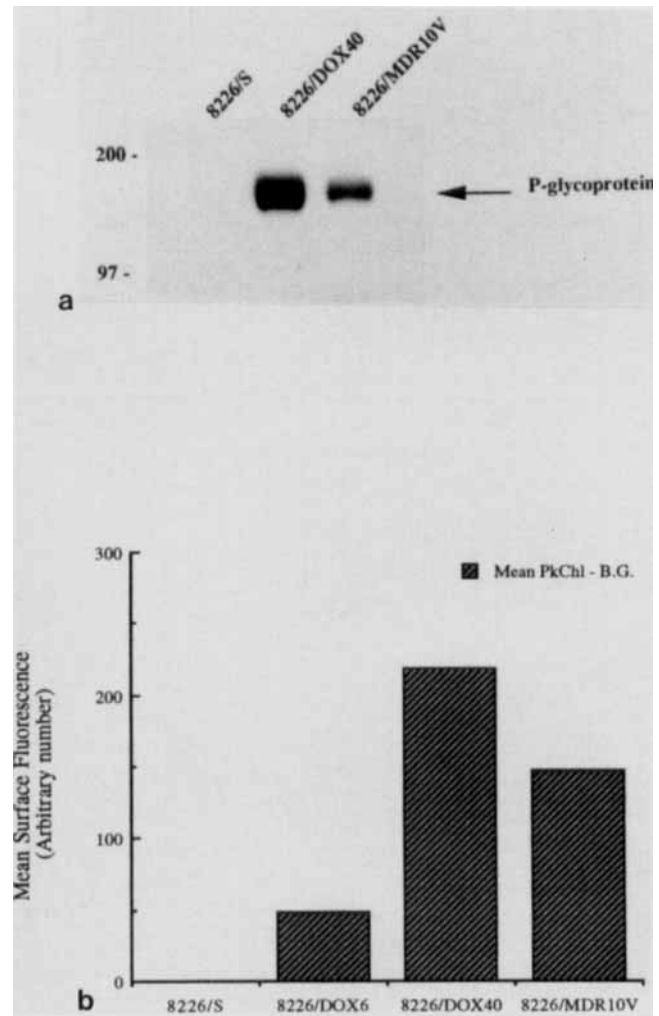 8226/S
8226/DOX40
8226/MDR10V
200 -
P-glycoprotein
97 -
a
300
Mean PkChl - B.G.
200
100
0
Mean Surface Fluorescence
(Arbitrary number)
b
8226/S
8226/DOX6
8226/DOX40
8226/MDR10V